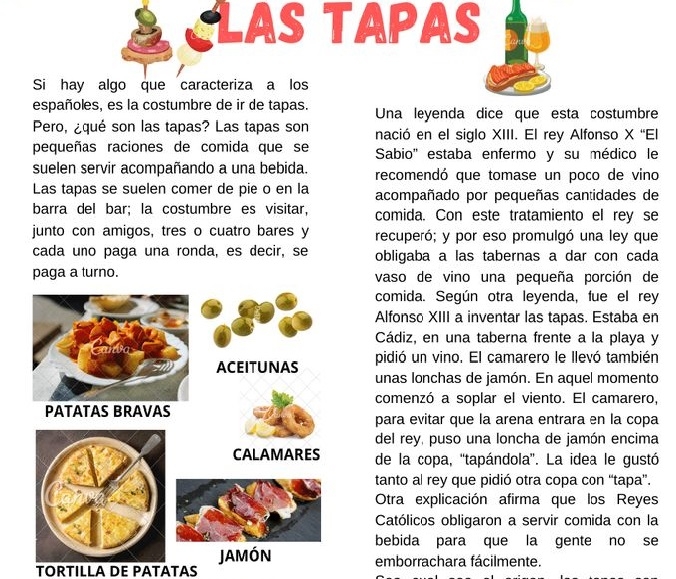 LAS TAPAS
Si hay algo que caracteriza a los
españoles, es la costumbre de ir de tapas.
Pero, ¿qué son las tapas? Las tapas son
pequeñas raciones de comida que se
suelen servir acompañando a una bebida.
Las tapas se suelen comer de pie o en la
barra del bar; la costumbre es visitar,
junto con amigos, tres o cuatro bares y
cada uno paga una ronda, es decir, se
paga a turno.
PATATAS BRAVAS
ACEITUNAS
CALAMARES
TORTILLA DE PATATAS
JAMÓN
Una leyenda dice que esta costumbre
nació en el siglo XIII. El rey Alfonso X “El
Sabio” estaba enfermo y su médico le
recomendó que tomase un poco de vino
acompañado por pequeñas cantidades de
comida. Con este tratamiento el rey se
recuperó; y por eso promulgó una ley que
obligaba a las tabernas a dar con cada
vaso de vino una pequeña porción de
comida. Según otra leyenda, fue el rey
Alfonso XIII a inventar las tapas. Estaba en
Cádiz, en una taberna frente a la playa y
pidió un vino. El camarero le llevó también
unas lonchas de jamón. En aquel momento
comenzó a soplar el viento. El camarero,
para evitar que la arena entrara en la copa
del rey, puso una loncha de jamón encima
de la copa, “tapándola”. La idea le gustó
tanto al rey que pidió otra copa con “tapa”.
Otra explicación afirma que los Reyes
Católicos obligaron a servir comida con la
bebida para que la gente no se
emborrachara fácilmente.